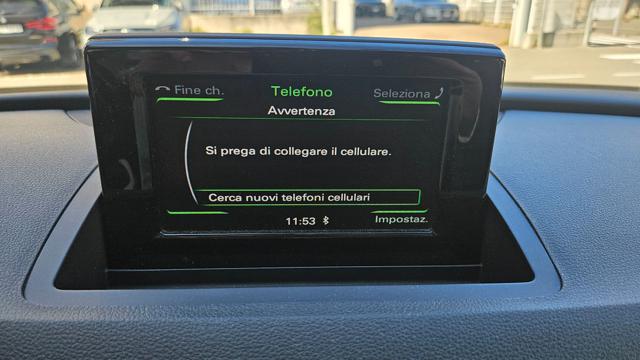 Fine ch. Telefono Seleziona
Avvertenza
Si prega di collegare il cellulare.
Cerca nuovi telefoni cellulari
11:53 Impostaz.